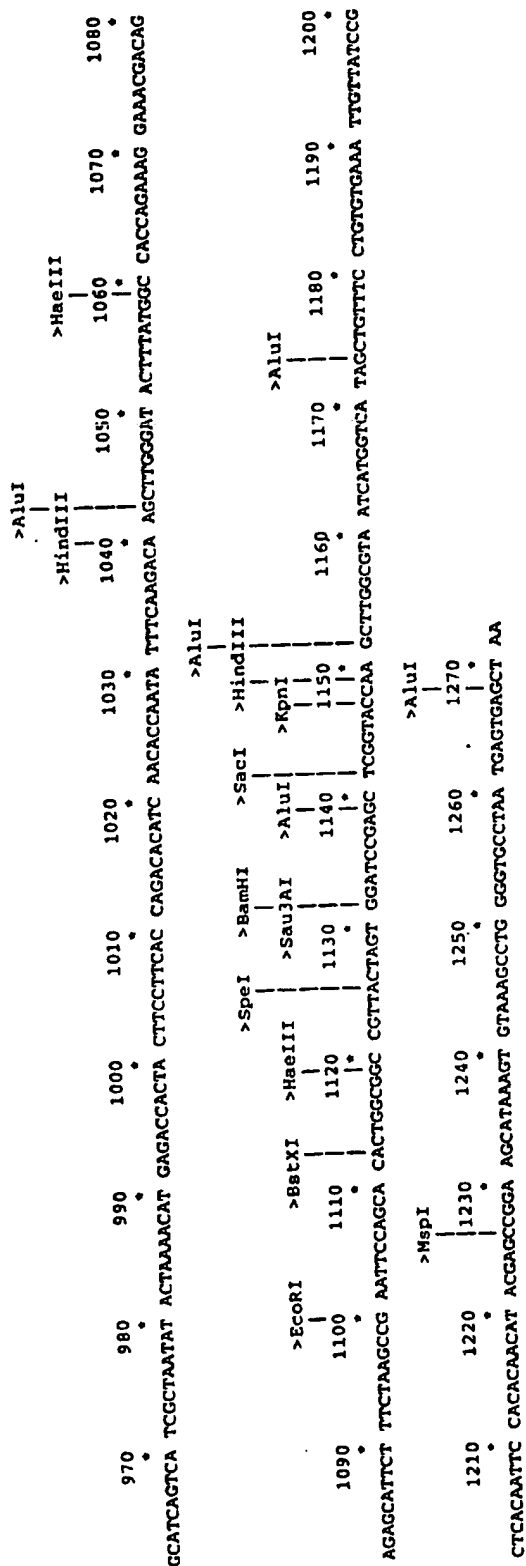 >AluI
>HindIII >HaeIII
970 980 990 1000 1010 1020 1030 1040 1050 1060 1070 1080
* * * * * * * * * * * *
GCATCAGTCA TCGCTAATAT ACTAAAACAT GAGACCACTA CTTCCTTCAC CAGACACATC AACACCAATA TTTCAAGACA AGCTTGGGAT ACTTTATGGC CACCAGAAAG GAAACGACAG
>AluI
>SpeI >BamHI >SacI >HindIII
>EcoRI >BstXI >HaeIII >Sau3AI >AluI >KpnI >AluI
1090 1100 1110 1120 1130 1140 1150 1160 1170 1180 1190 1200
* * * * * * * * * * * *
AGAGCATTCT TTCTAAGCCG AATTCCAGCA CACTGGCGGC CGTTACTAGT GGATCCGAGC TCGGTACCAA GCTTGGCGTA ATCATGGTCA TAGCTGTTTC CTGTGTGAAA TTGTTATCCG
>MspI >AluI
1210 1220 1230 1240 1250 1260 1270
* * * * * * *
CTCACAATTC CACACAACAT ACGAGCCGGA AGCATAAAGT GTAAAGCCTG GGGTGCCTAA TGAGTGAGCT AA